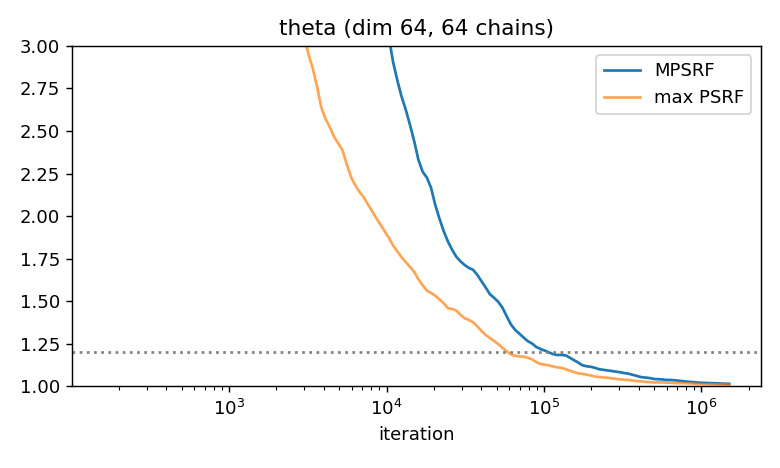 theta (dim 64, 64 chains)
3.00
2.75
2.50
2.25
2.00
1.75
1.50
1.25
1.00
MPSRF
max PSRF
10³ 10⁴ 10⁵ 10⁶
iteration